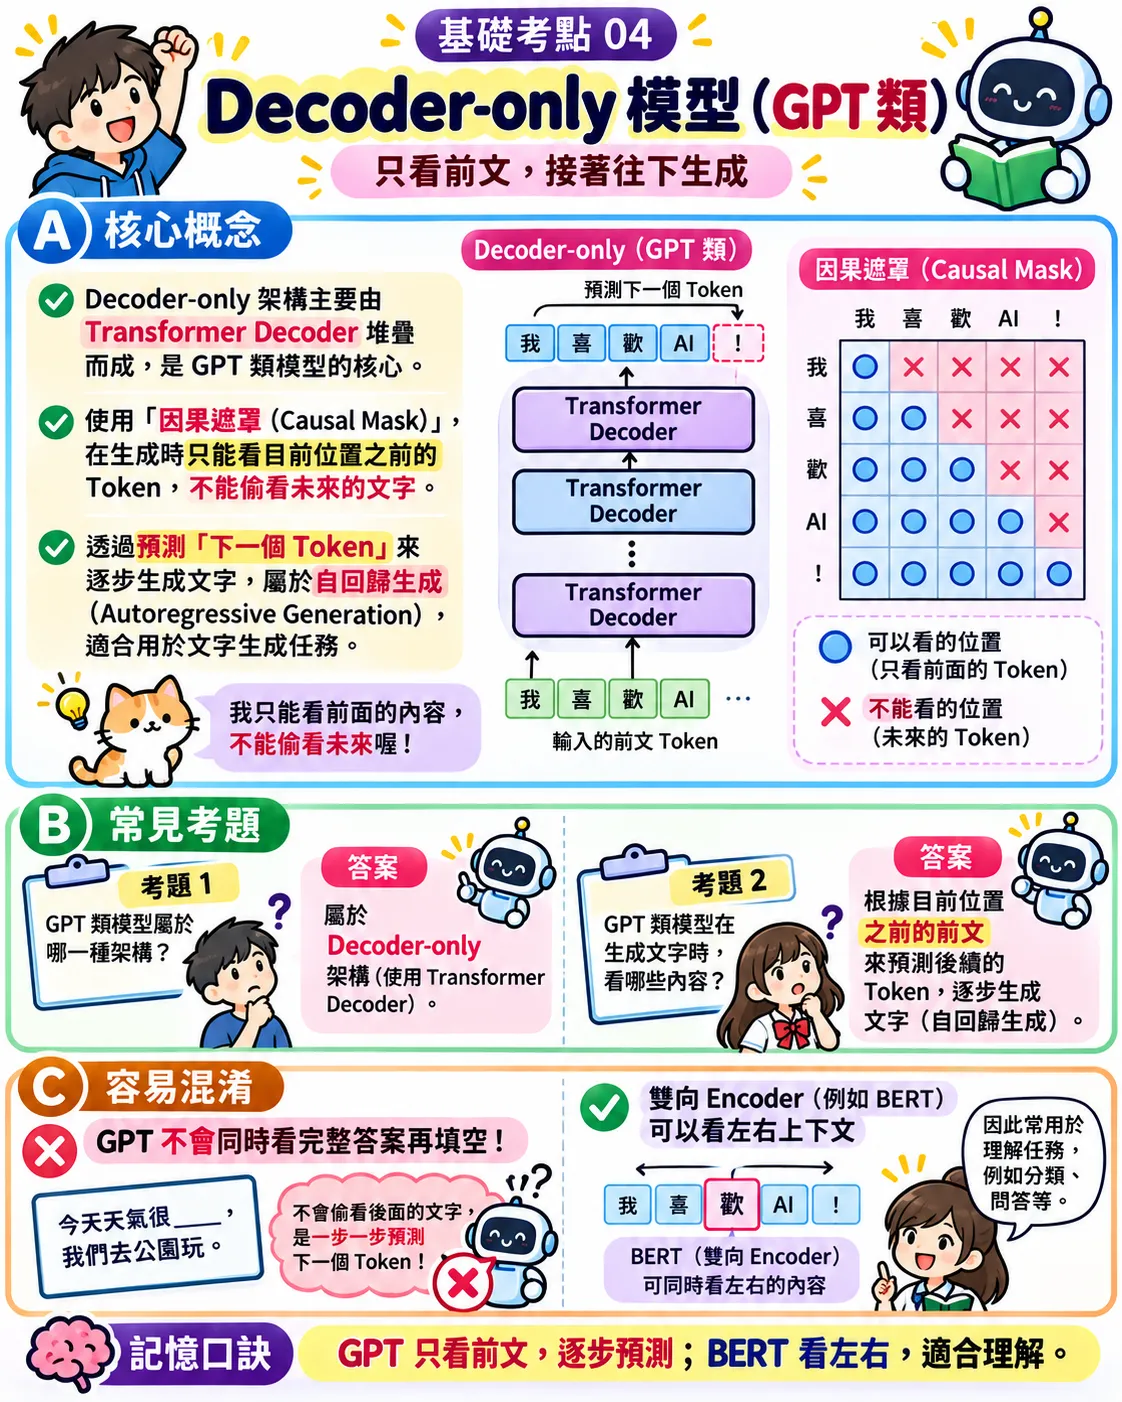 基礎考點 04
Decoder-only 模型(GPT 類)
只看前文，接著往下生成
A 核心概念
Decoder-only 架構主要由
Transformer Decoder 堆疊
而成，是 GPT 類模型的核心。
使用「因果遮罩（Causal Mask）」，
在生成時只能看目前位置之前的
Token，不能偷看未來的文字。
透過預測「下一個 Token」來
逐步生成文字，屬於自回歸生成
（Autoregressive Generation），
適合用於文字生成任務。
我只能看前面的內容，
不能偷看未來喔！
Decoder-only（GPT 類）
預測下一個 Token
我 喜 歡 AI ！
Transformer
Decoder
Transformer
Decoder
Transformer
Decoder
我 喜 歡 AI …
輸入的前文 Token
因果遮罩（Causal Mask）
我 喜 歡 AI ！
我
喜
歡
AI
！
可以看的位置
（只看前面的 Token）
不能看的位置
（未來的 Token）
B 常見考題
考題 1
GPT 類模型屬於
哪一種架構？
?
答案
屬於
Decoder-only
架構（使用 Transformer
Decoder）。
考題 2
GPT 類模型在
生成文字時，
看哪些內容？
?
答案
根據目前位置
之前的前文
來預測後續的
Token，逐步生成
文字（自回歸生成）。
C 容易混淆
GPT 不會同時看完整答案再填空！
今天天氣很____，
我們去公園玩。
不會偷看後面的文字，
是一步一步預測
下一個 Token！
??
雙向 Encoder（例如 BERT）
可以看左右上下文
我 喜 歡 AI ！
BERT（雙向 Encoder）
可同時看左右的內容
因此常用於
理解任務，
例如分類、
問答等。
記憶口訣
GPT 只看前文，逐步預測；BERT 看左右，適合理解。